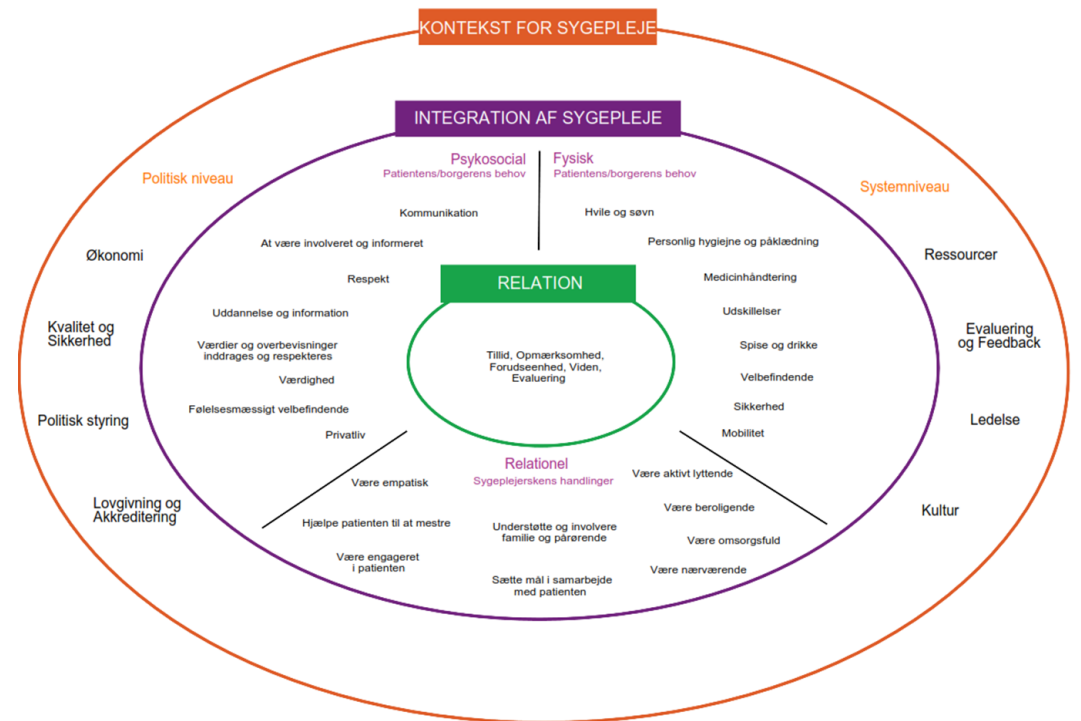 KONTEKST FOR SYGEPLEJE
INTEGRATION AF SYGEPLEJE
Psykosocial
Patientens/borgerens behov
Fysisk
Patientens/borgerens behov
Politisk niveau
Systemniveau
Økonomi
Kvalitet og
Sikkerhed
Politisk styring
Lovgivning og
Akkreditering
Kommunikation
At være involveret og informeret
Respekt
Uddannelse og information
Værdier og overbevisninger
inddrages og respekteres
Værdighed
Følelsesmæssigt velbefindende
Privatliv
RELATION
Tillid, Opmærksomhed,
Forudseenhed, Viden,
Evaluering
Hvile og søvn
Personlig hygiejne og påklædning
Medicinhåndtering
Udskillelser
Spise og drikke
Velbefindende
Sikkerhed
Mobilitet
Ressourcer
Evaluering
og Feedback
Ledelse
Kultur
Relationel
Sygeplejerskens handlinger
Være empatisk
Hjælpe patienten til at mestre
Være engageret
i patienten
Understøtte og involvere
familie og pårørende
Sætte mål i samarbejde
med patienten
Være aktivt lyttende
Være beroligende
Være omsorgsfuld
Være nærværende